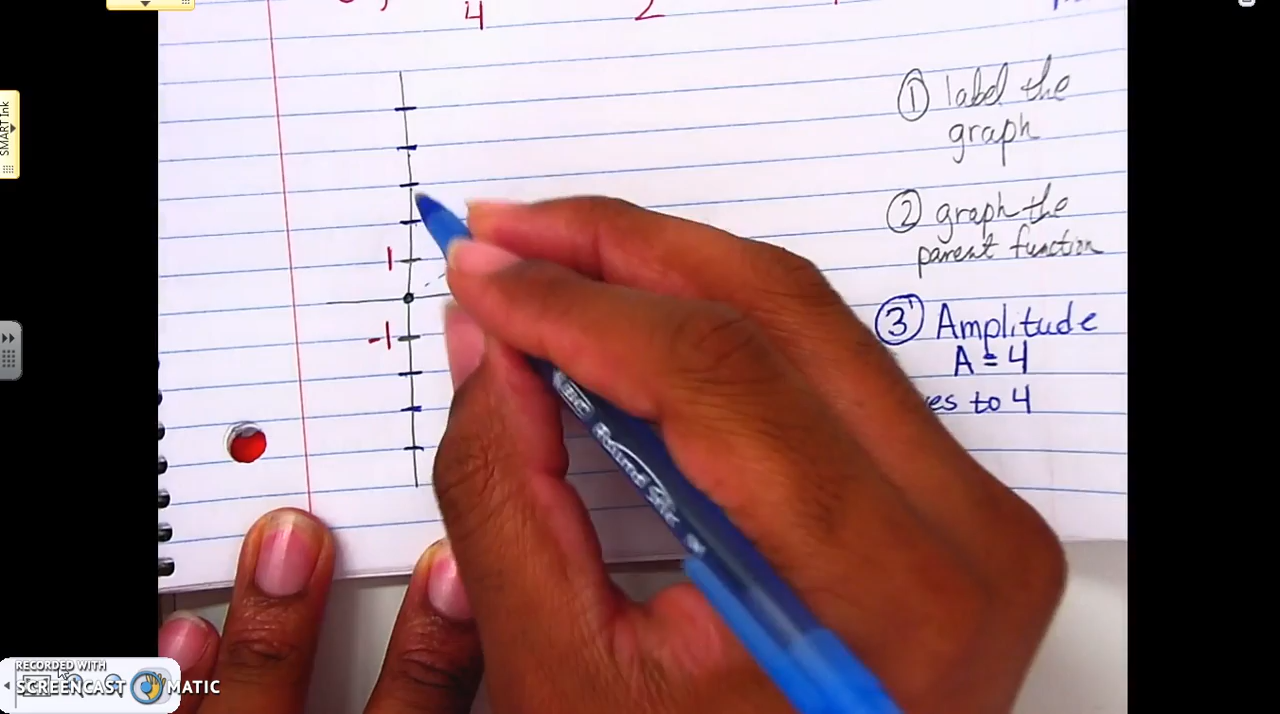 4
2
SMART Ink
① label the
graph
② graph the
parent function
③ Amplitude
A = 4
to 4
1
-1
RECORDED WITH
SCREENCAST MATIC